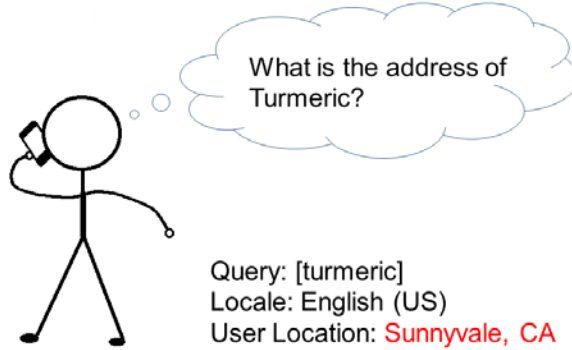 What is the address of
Turmeric?
Query: [turmeric]
Locale: English (US)
User Location: Sunnyvale, CA